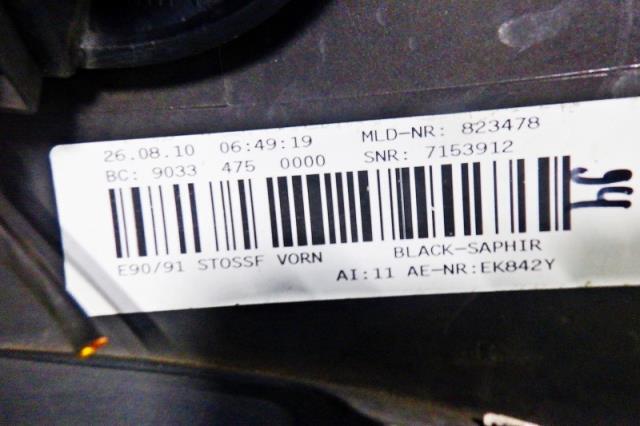 26.08.10 06:49:19 MLD-NR: 823478
BC: 9033 475 0000 SNR: 7153912
E90/91 STOSSF VORN BLACK-SAPHIR
AI:11 AE-NR:EK842Y